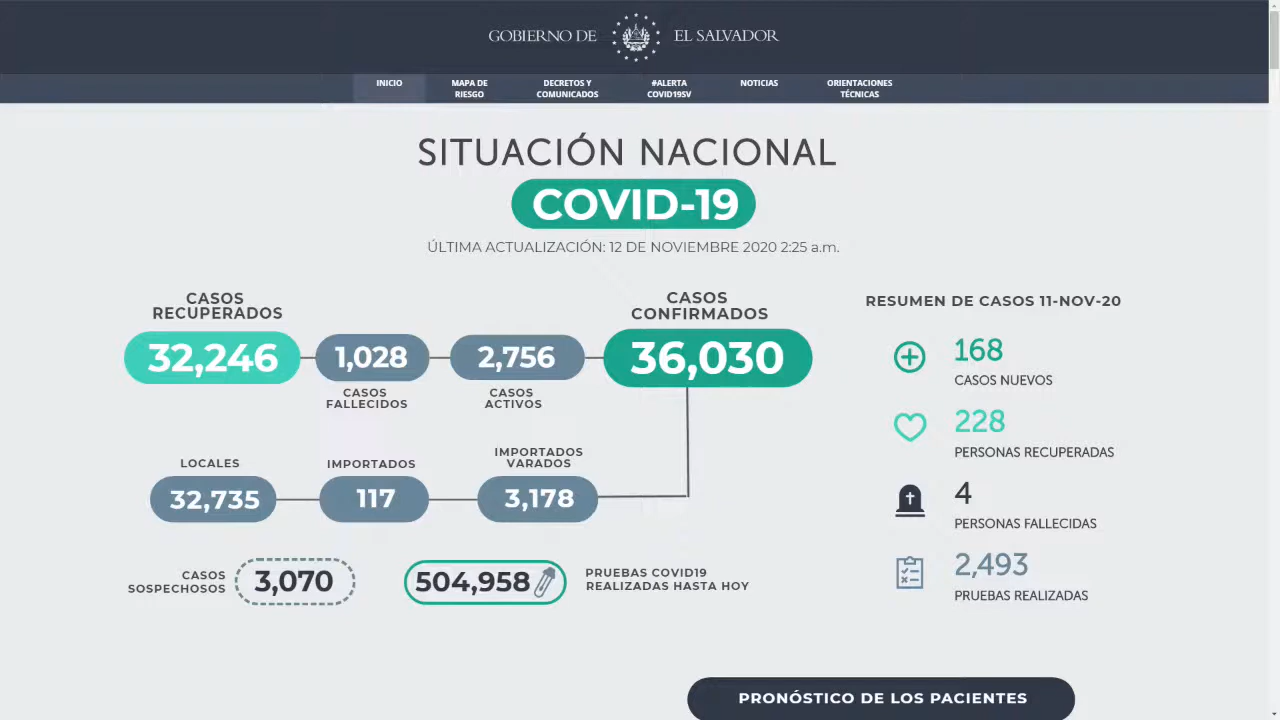 GOBIERNO DE EL SALVADOR
INICIO
MAPA DE
RIESGO
DECRETOS Y
COMUNICADOS
#ALERTA
COVID19SV
NOTICIAS
ORIENTACIONES
TÉCNICAS
SITUACIÓN NACIONAL
COVID-19
ÚLTIMA ACTUALIZACIÓN: 12 DE NOVIEMBRE 2020 2:25 a.m.
CASOS
RECUPERADOS
32,246
1,028
CASOS
FALLECIDOS
2,756
CASOS
ACTIVOS
CASOS
CONFIRMADOS
36,030
LOCALES
32,735
IMPORTADOS
117
IMPORTADOS
VARADOS
3,178
CASOS
SOSPECHOSOS
3,070
504,958
PRUEBAS COVID19
REALIZADAS HASTA HOY
RESUMEN DE CASOS 11-NOV-20
168
CASOS NUEVOS
228
PERSONAS RECUPERADAS
4
PERSONAS FALLECIDAS
2,493
PRUEBAS REALIZADAS
PRONÓSTICO DE LOS PACIENTES